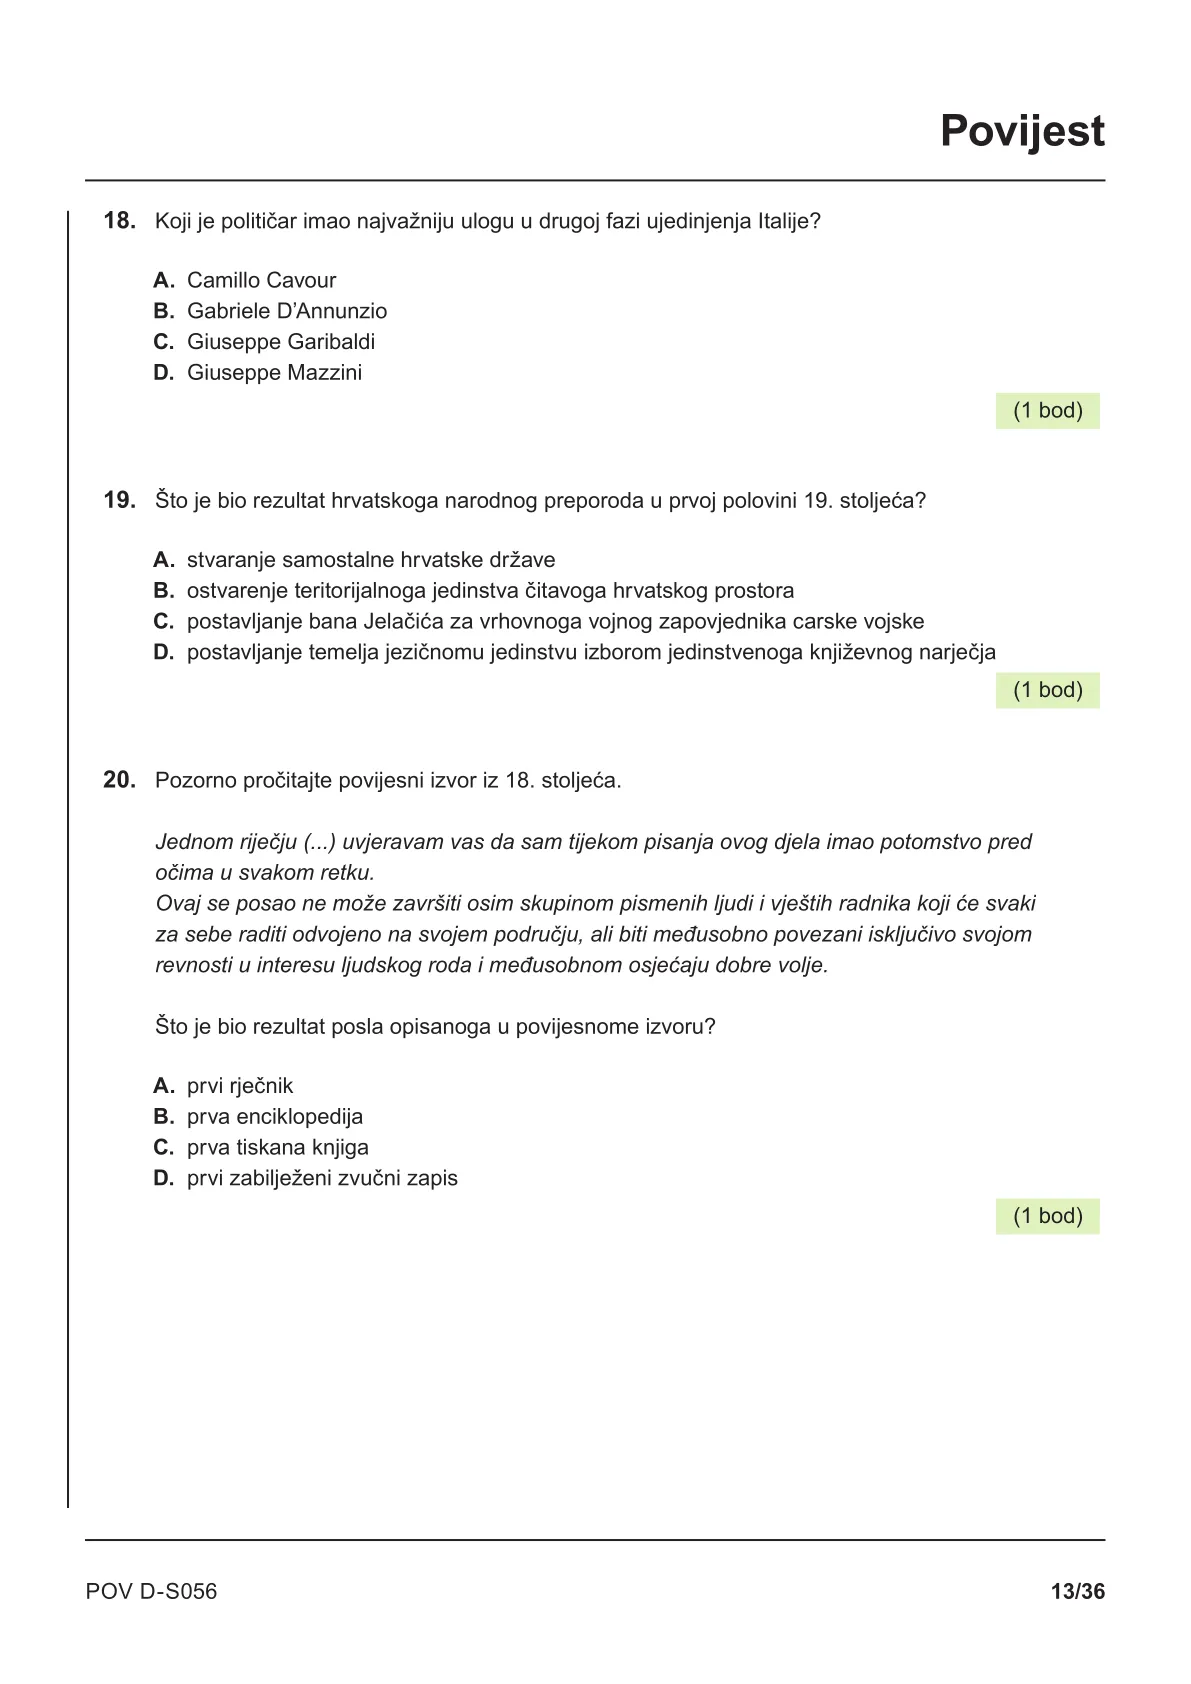 Povijest
18. Koji je političar imao najvažniju ulogu u drugoj fazi ujedinjenja Italije?
A. Camillo Cavour
B. Gabriele D’Annunzio
C. Giuseppe Garibaldi
D. Giuseppe Mazzini
(1 bod)
19. Što je bio rezultat hrvatskoga narodnog preporoda u prvoj polovini 19. stoljeća?
A. stvaranje samostalne hrvatske države
B. ostvarenje teritorijalnoga jedinstva čitavoga hrvatskog prostora
C. postavljanje bana Jelačića za vrhovnoga vojnog zapovjednika carske vojske
D. postavljanje temelja jezičnomu jedinstvu izborom jedinstvenoga književnog narječja
(1 bod)
20. Pozorno pročitajte povijesni izvor iz 18. stoljeća.
Jednom riječju (...) uvjeravam vas da sam tijekom pisanja ovog djela imao potomstvo pred
očima u svakom retku.
Ovaj se posao ne može završiti osim skupinom pismenih ljudi i vještih radnika koji će svaki
za sebe raditi odvojeno na svojem području, ali biti međusobno povezani isključivo svojom
revnosti u interesu ljudskog roda i međusobnom osjećaju dobre volje.
Što je bio rezultat posla opisanoga u povijesnome izvoru?
A. prvi rječnik
B. prva enciklopedija
C. prva tiskana knjiga
D. prvi zabilježeni zvučni zapis
(1 bod)
POV D-S056
13/36